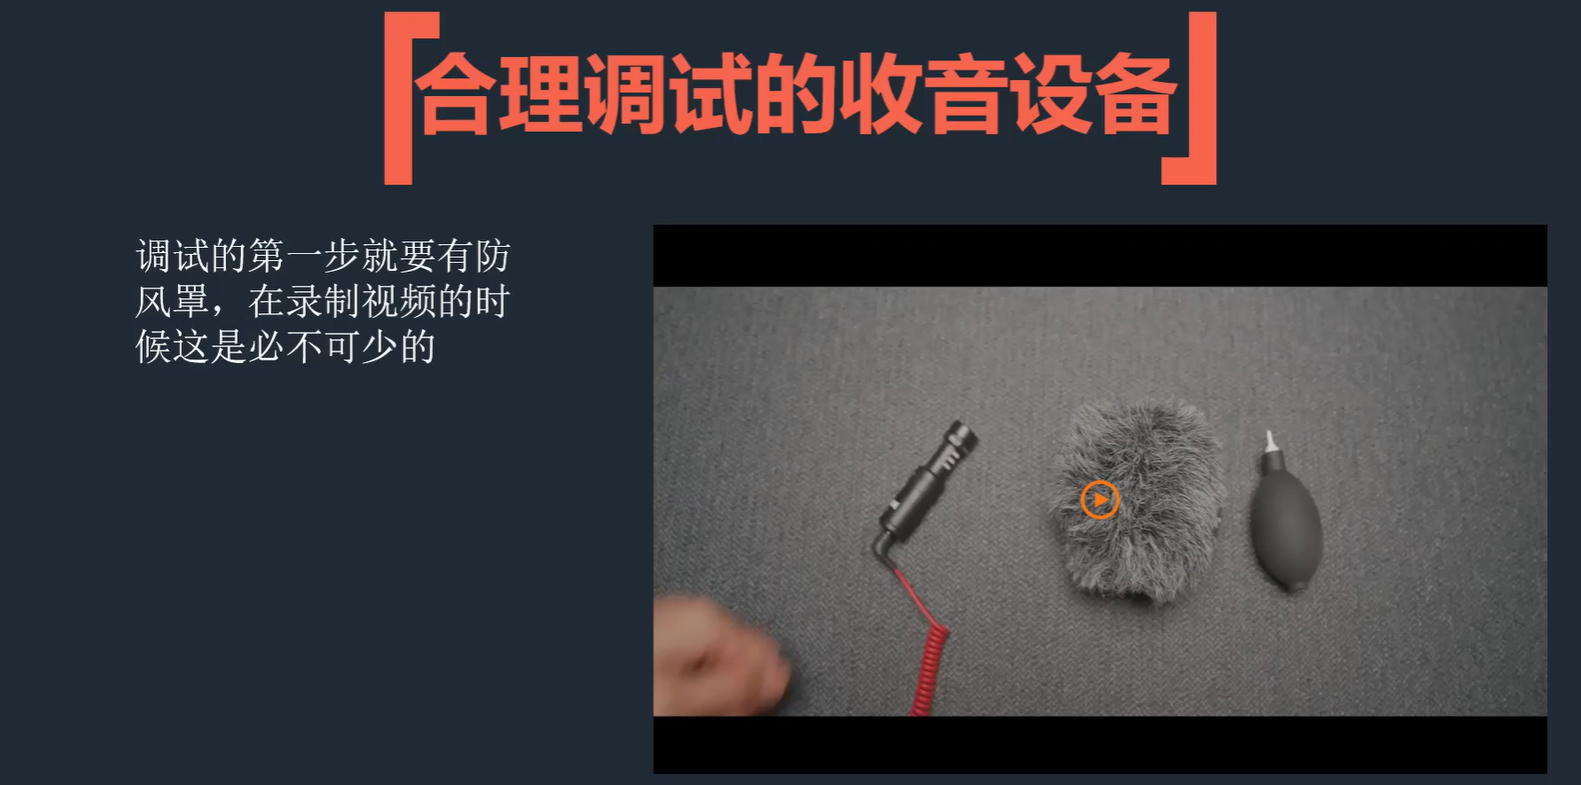 合理调试的收音设备
调试的第一步就要有防
风罩，在录制视频的时
候这是必不可少的